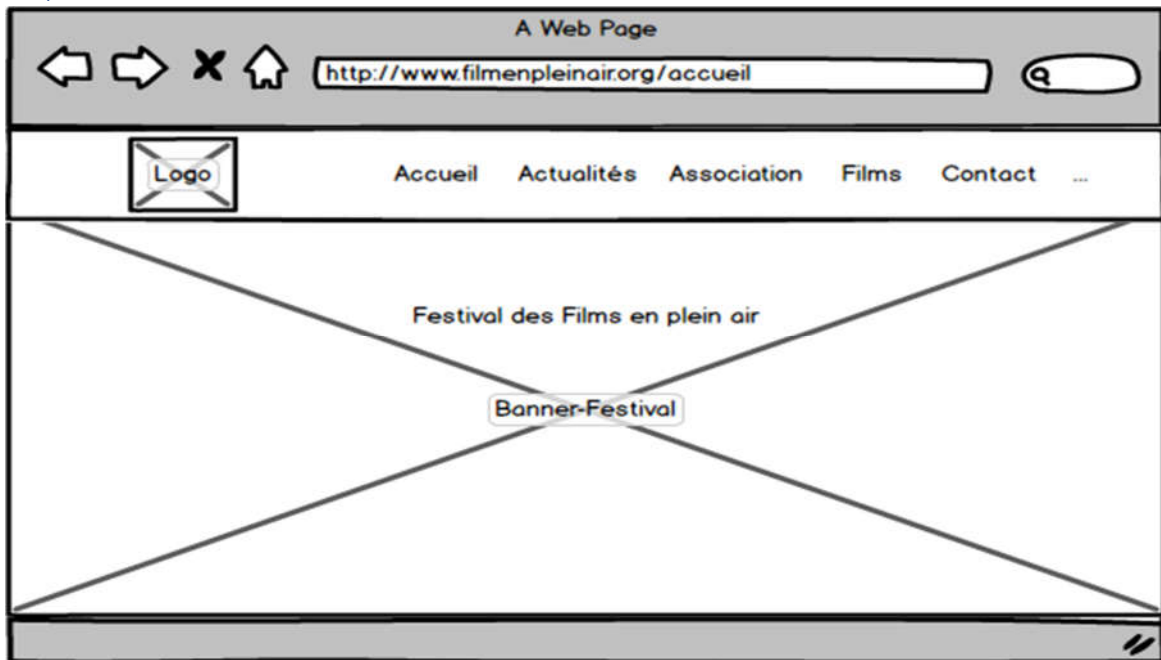 A Web Page
http://www.filmenpleinair.org/accueil
Logo Accueil Actualités Association Films Contact ...
Festival des Films en plein air
Banner-Festival